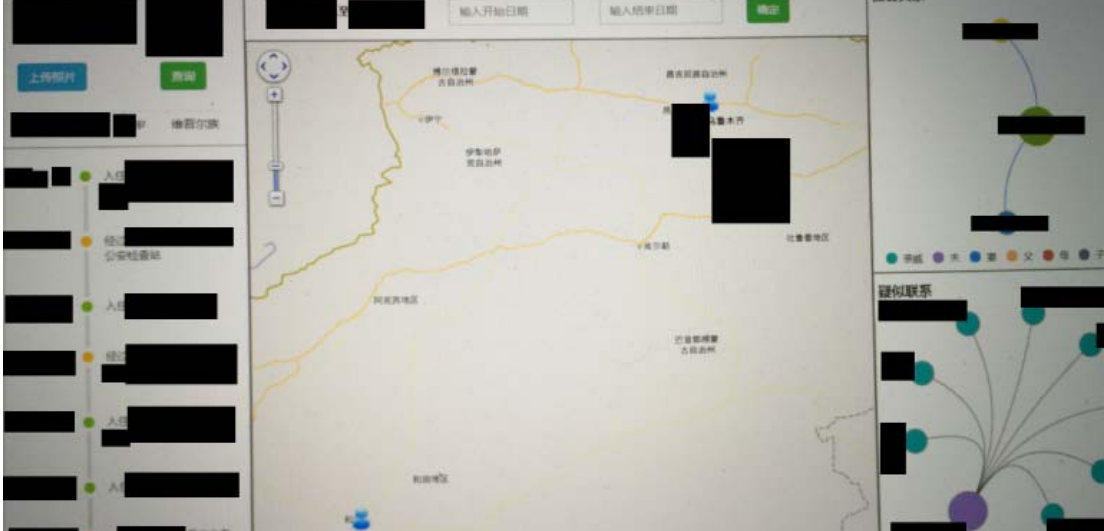 至
输入开始日期
输入结束日期
确定
上传照片
查询
维吾尔族
入住
经过
公安检查站
入住
经过
入住
入住
博尔塔拉蒙
古自治州
昌吉回族自治州
伊宁
乌鲁木齐
伊犁哈萨
克自治州
吐鲁番地区
库尔勒
阿克苏地区
巴音郭楞蒙
古自治州
和田地区
亲戚
夫
妻
父
母
子
疑似联系